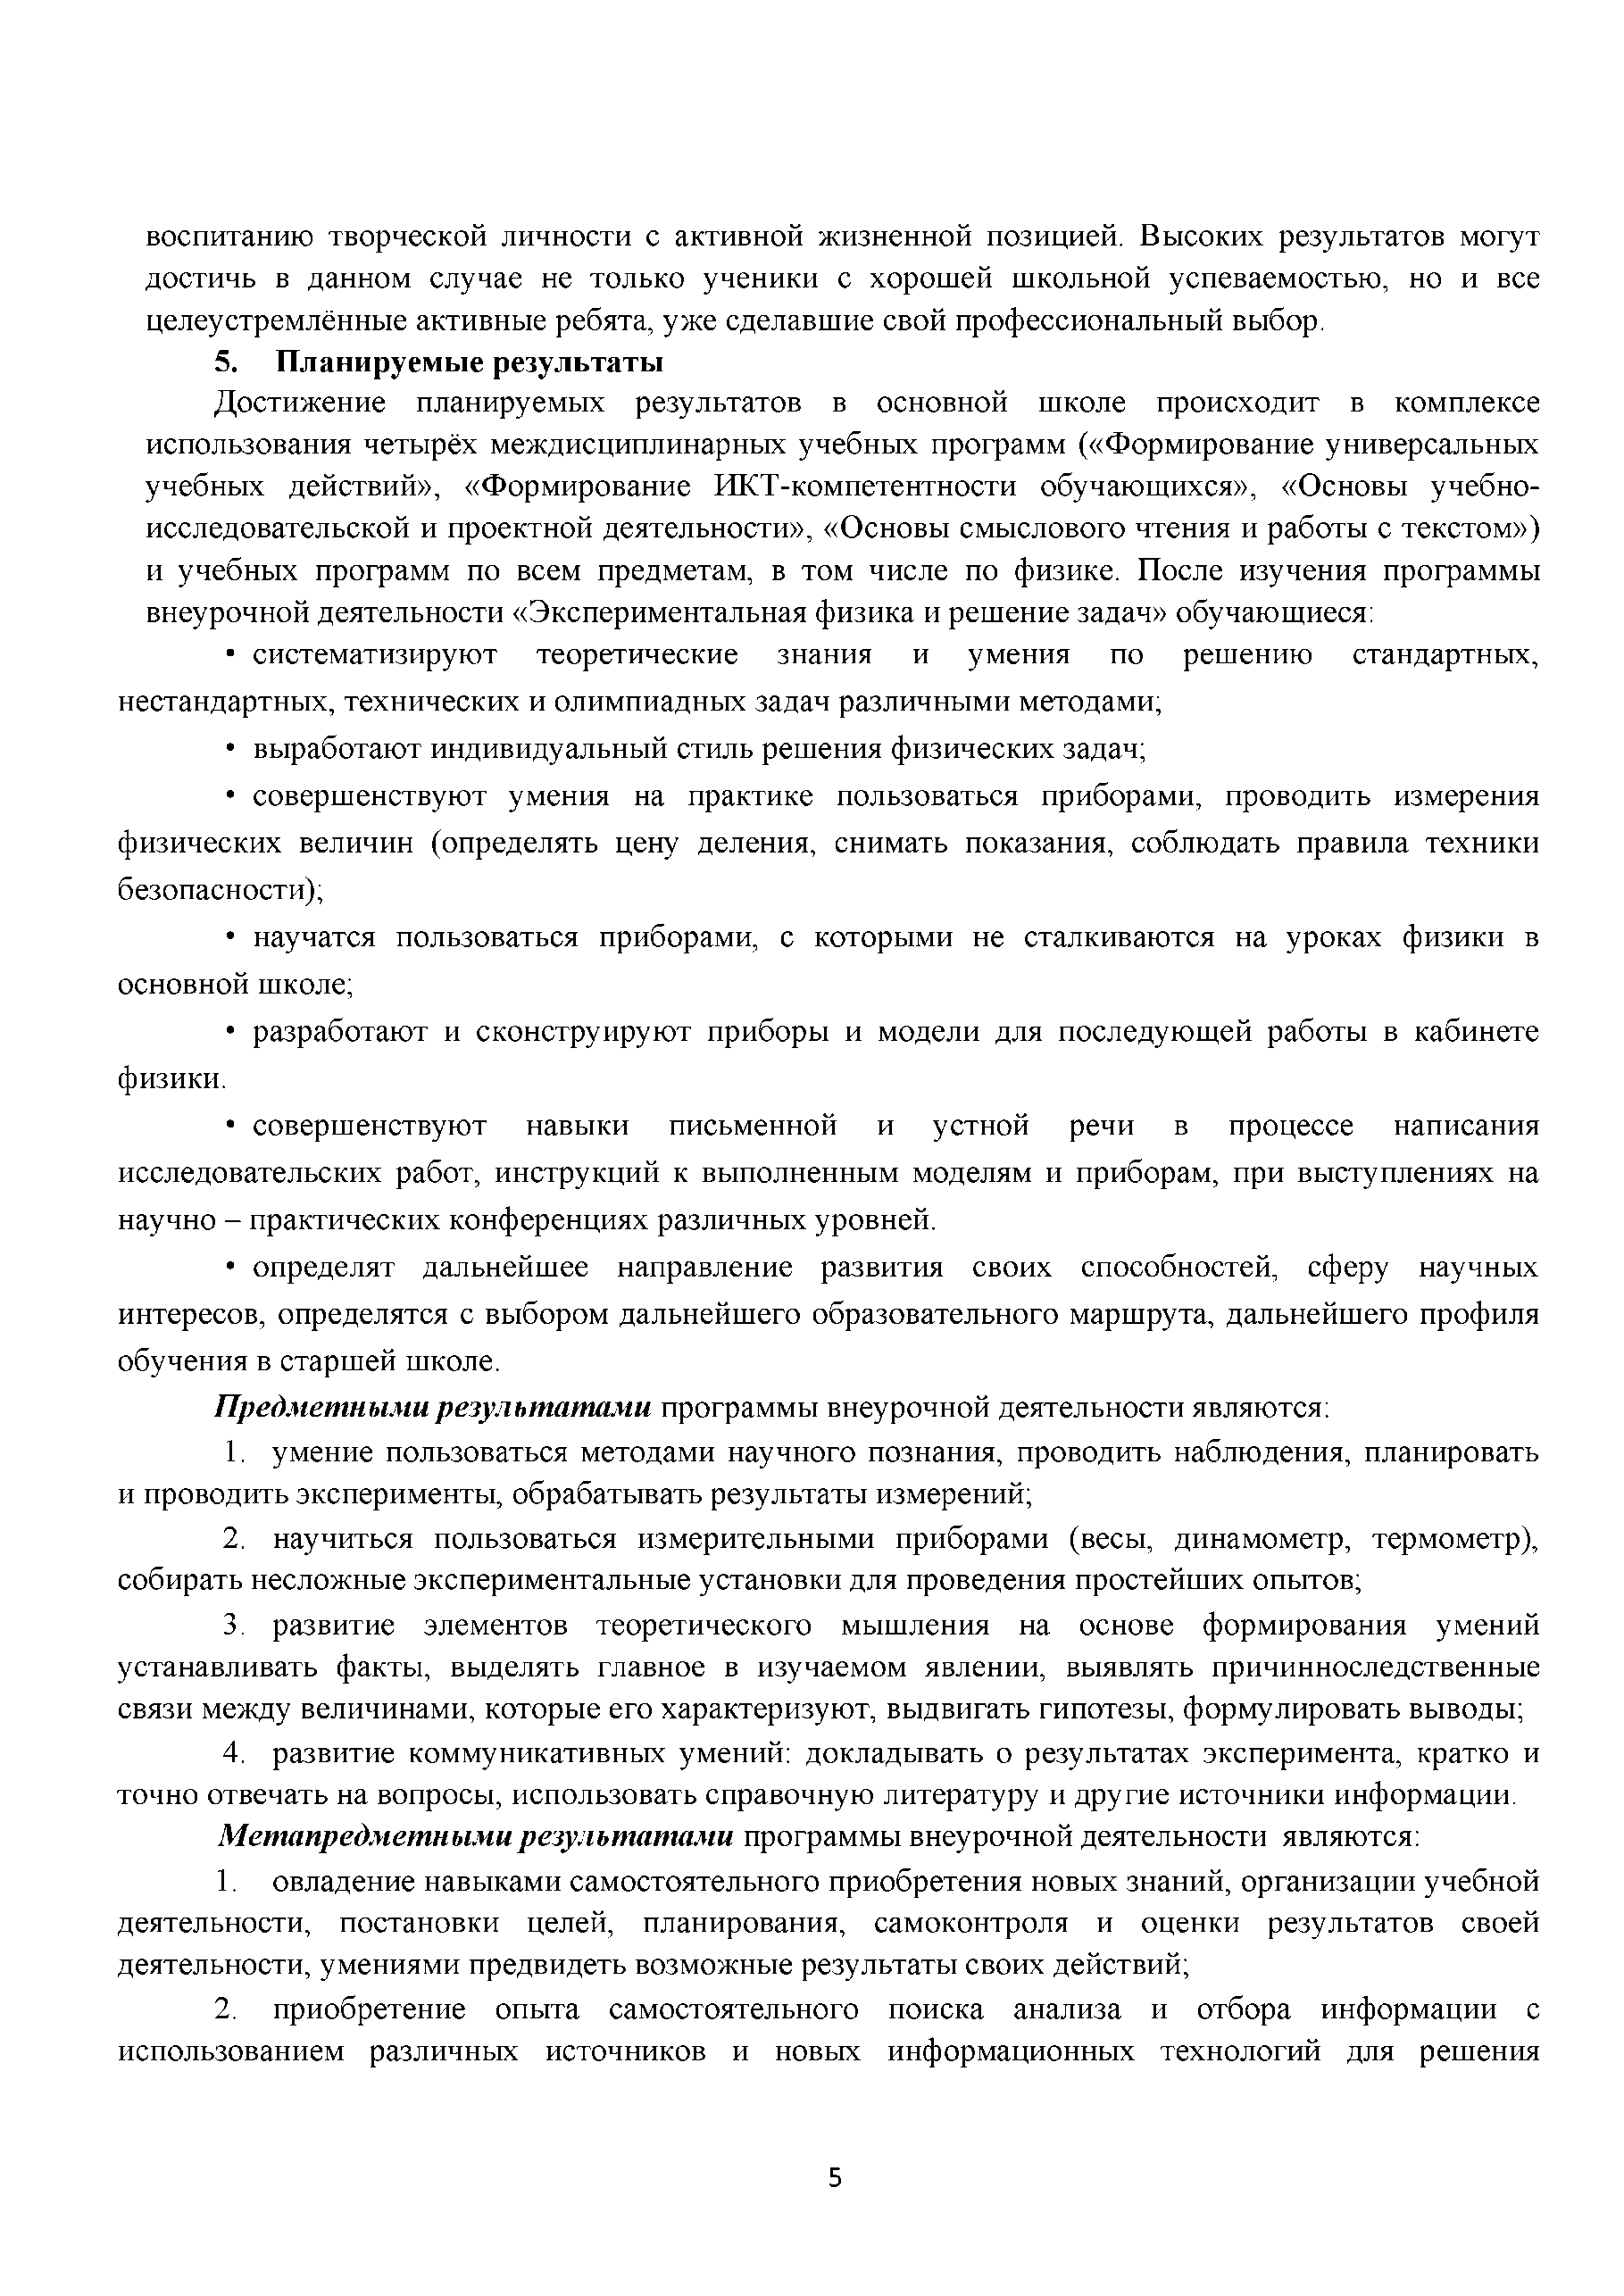 воспитанию творческой личности с активной жизненной позицией. Высоких результатов могут
достичь в данном случае не только ученики с хорошей школьной успеваемостью, но и все
целеустремлённые активные ребята, уже сделавшие свой профессиональный выбор.
5. Планируемые результаты
Достижение планируемых результатов в основной школе происходит в комплексе
использования четырёх междисциплинарных учебных программ («Формирование универсальных
учебных действий», «Формирование ИКТ-компетентности обучающихся», «Основы учебно-
исследовательской и проектной деятельности», «Основы смыслового чтения и работы с текстом»)
и учебных программ по всем предметам, в том числе по физике. После изучения программы
внеурочной деятельности «Экспериментальная физика и решение задач» обучающиеся:
• систематизируют теоретические знания и умения по решению стандартных,
нестандартных, технических и олимпиадных задач различными методами;
• выработают индивидуальный стиль решения физических задач;
• совершенствуют умения на практике пользоваться приборами, проводить измерения
физических величин (определять цену деления, снимать показания, соблюдать правила техники
безопасности);
• научатся пользоваться приборами, с которыми не сталкиваются на уроках физики в
основной школе;
• разработают и сконструируют приборы и модели для последующей работы в кабинете
физики.
• совершенствуют навыки письменной и устной речи в процессе написания
исследовательских работ, инструкций к выполненным моделям и приборам, при выступлениях на
научно – практических конференциях различных уровней.
• определят дальнейшее направление развития своих способностей, сферу научных
интересов, определятся с выбором дальнейшего образовательного маршрута, дальнейшего профиля
обучения в старшей школе.
Предметными результатами программы внеурочной деятельности являются:
1. умение пользоваться методами научного познания, проводить наблюдения, планировать
и проводить эксперименты, обрабатывать результаты измерений;
2. научиться пользоваться измерительными приборами (весы, динамометр, термометр),
собирать несложные экспериментальные установки для проведения простейших опытов;
3. развитие элементов теоретического мышления на основе формирования умений
устанавливать факты, выделять главное в изучаемом явлении, выявлять причинноследственные
связи между величинами, которые его характеризуют, выдвигать гипотезы, формулировать выводы;
4. развитие коммуникативных умений: докладывать о результатах эксперимента, кратко и
точно отвечать на вопросы, использовать справочную литературу и другие источники информации.
Метапредметными результатами программы внеурочной деятельности являются:
1. овладение навыками самостоятельного приобретения новых знаний, организации учебной
деятельности, постановки целей, планирования, самоконтроля и оценки результатов своей
деятельности, умениями предвидеть возможные результаты своих действий;
2. приобретение опыта самостоятельного поиска анализа и отбора информации с
использованием различных источников и новых информационных технологий для решения
5